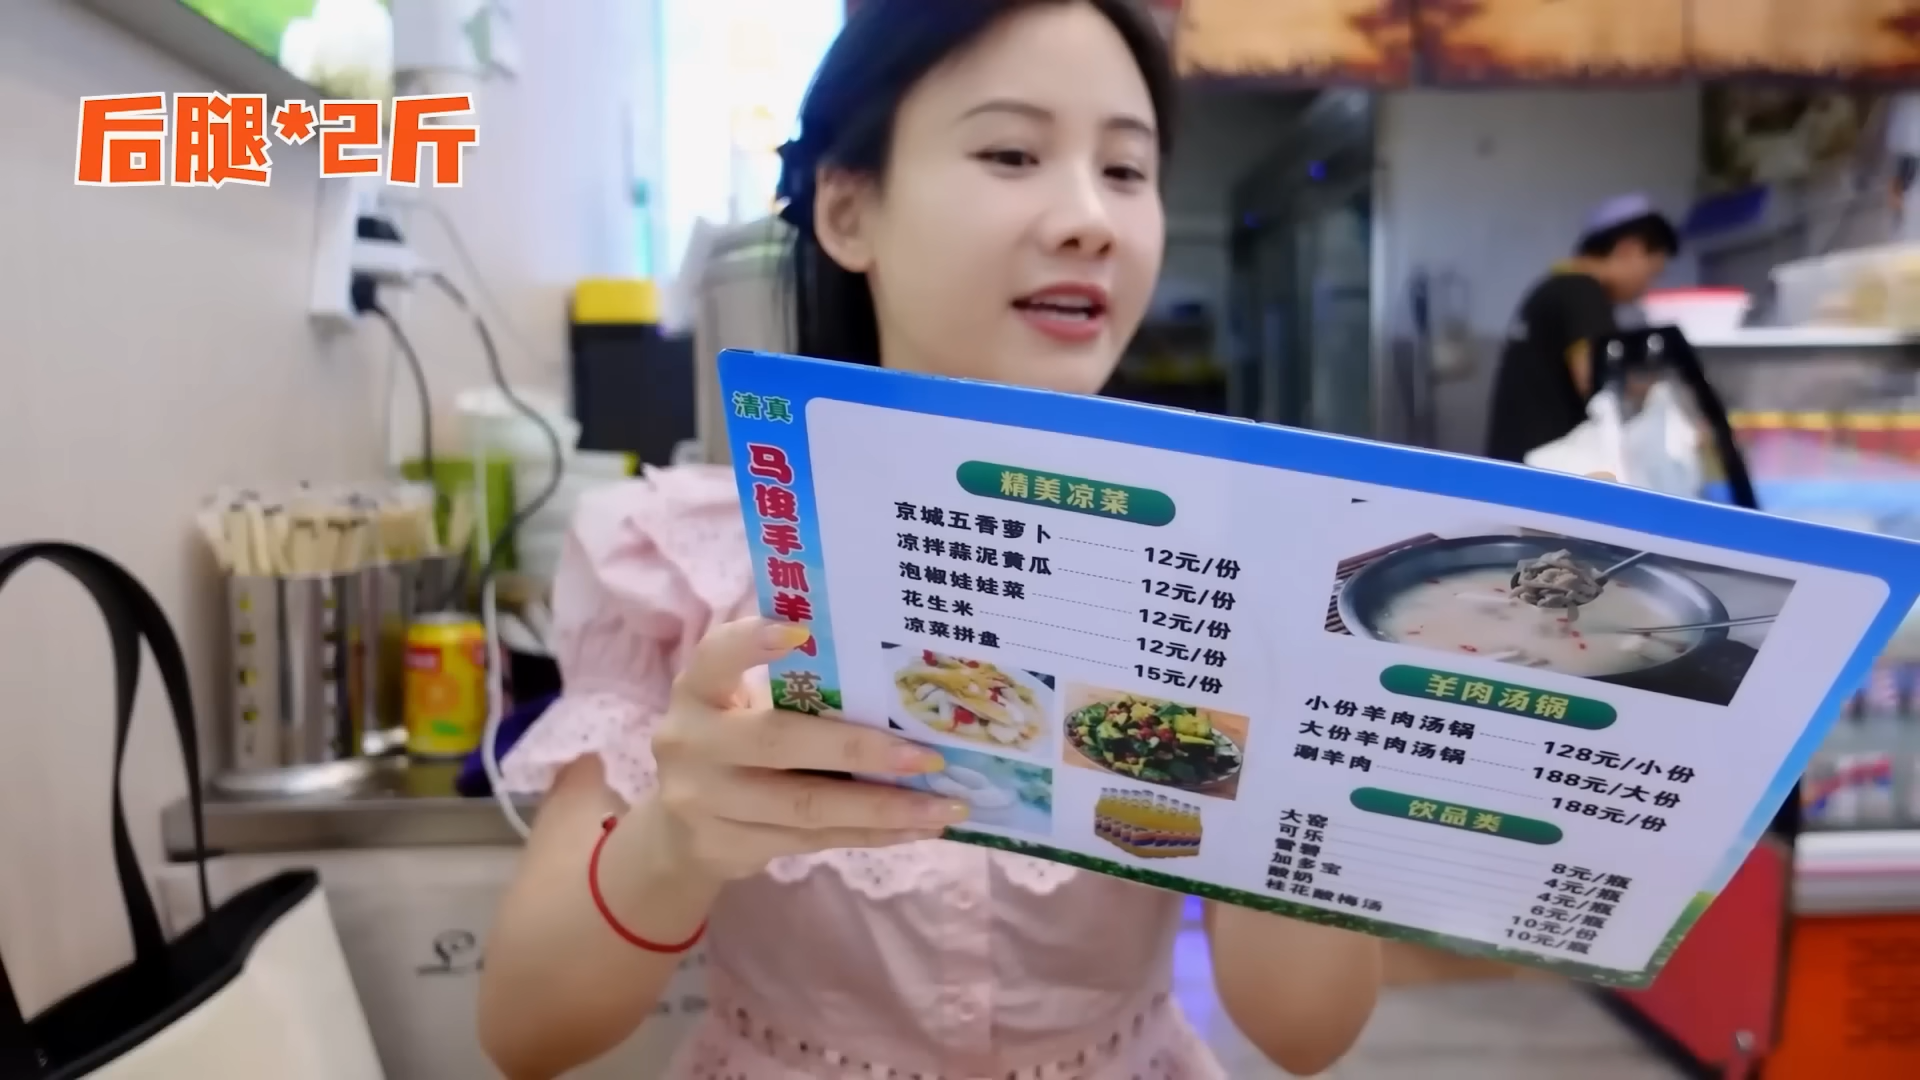 后腿*2斤
清真
马俊手抓羊肉 菜
精美凉菜
京城五香萝卜 12元/份
凉拌蒜泥黄瓜 12元/份
泡椒娃娃菜 12元/份
花生米 12元/份
凉菜拼盘 15元/份
羊肉汤锅
小份羊肉汤锅 128元/小份
大份羊肉汤锅 188元/大份
涮羊肉 188元/份
饮品类
大窑 8元/瓶
可乐 4元/瓶
雪碧 4元/瓶
加多宝 6元/瓶
酸奶 10元/份
桂花酸梅汤 10元/瓶